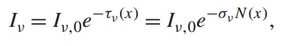 I_ν = I_{ν,0}e^{-τ_ν(x)} = I_{ν,0}e^{-σ_ν N(x)},